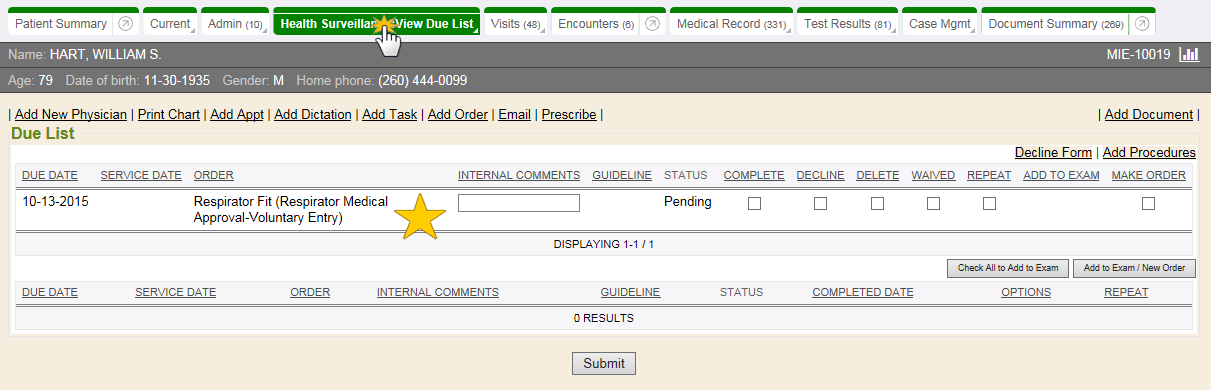 Patient Summary Current Admin (10) Health Surveillan View Due List Visits (48) Encounters (6) Medical Record (331) Test Results (81) Case Mgmt Document Summary (269)
Name: HART, WILLIAM S. MIE-10019
Age: 79 Date of birth: 11-30-1935 Gender: M Home phone: (260) 444-0099
| Add New Physician | Print Chart | Add Appt | Add Dictation | Add Task | Add Order | Email | Prescribe | | Add Document |
Due List
Decline Form | Add Procedures
DUE DATE SERVICE DATE ORDER INTERNAL COMMENTS GUIDELINE STATUS COMPLETE DECLINE DELETE WAIVED REPEAT ADD TO EXAM MAKE ORDER
10-13-2015 Respirator Fit (Respirator Medical Pending
Approval-Voluntary Entry)
DISPLAYING 1-1 / 1
Check All to Add to Exam Add to Exam / New Order
DUE DATE SERVICE DATE ORDER INTERNAL COMMENTS GUIDELINE STATUS COMPLETED DATE OPTIONS REPEAT
0 RESULTS
Submit